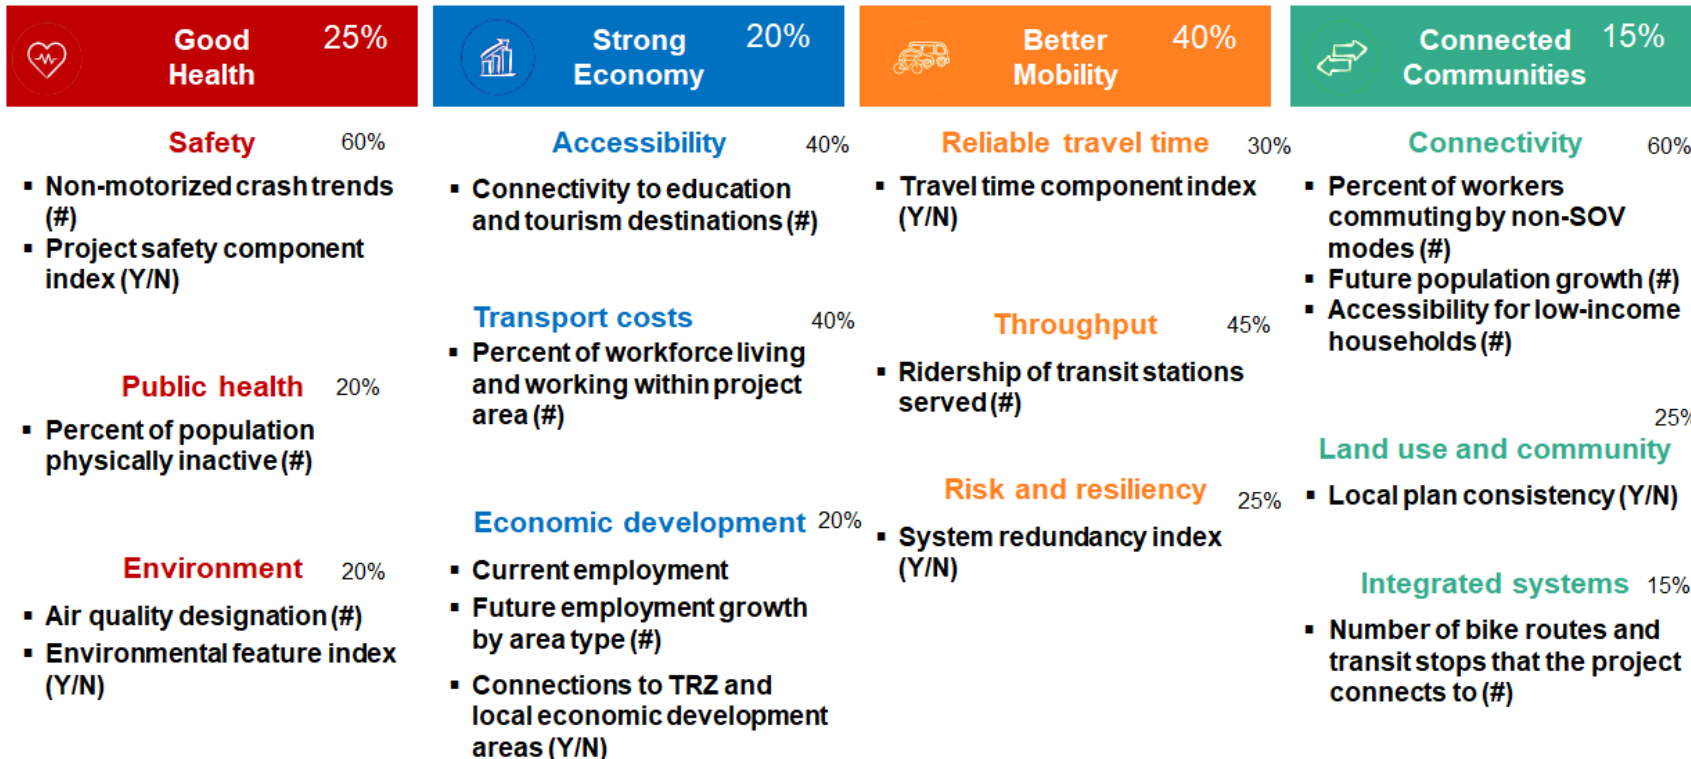 Good
Health
25%
Safety 60%
▪ Non-motorized crash trends
(#)
▪ Project safety component
index (Y/N)
Public health 20%
▪ Percent of population
physically inactive (#)
Environment 20%
▪ Air quality designation (#)
▪ Environmental feature index
(Y/N)
Strong
Economy
20%
Accessibility 40%
▪ Connectivity to education
and tourism destinations (#)
Transport costs 40%
▪ Percent of workforce living
and working within project
area (#)
Economic development 20%
▪ Current employment
▪ Future employment growth
by area type (#)
▪ Connections to TRZ and
local economic development
areas (Y/N)
Better
Mobility
40%
Reliable travel time 30%
▪ Travel time component index
(Y/N)
Throughput 45%
▪ Ridership of transit stations
served (#)
Risk and resiliency 25%
▪ System redundancy index
(Y/N)
Connected
Communities
15%
Connectivity 60%
▪ Percent of workers
commuting by non-SOV
modes (#)
▪ Future population growth (#)
▪ Accessibility for low-income
households (#)
25%
Land use and community
▪ Local plan consistency (Y/N)
Integrated systems 15%
▪ Number of bike routes and
transit stops that the project
connects to (#)